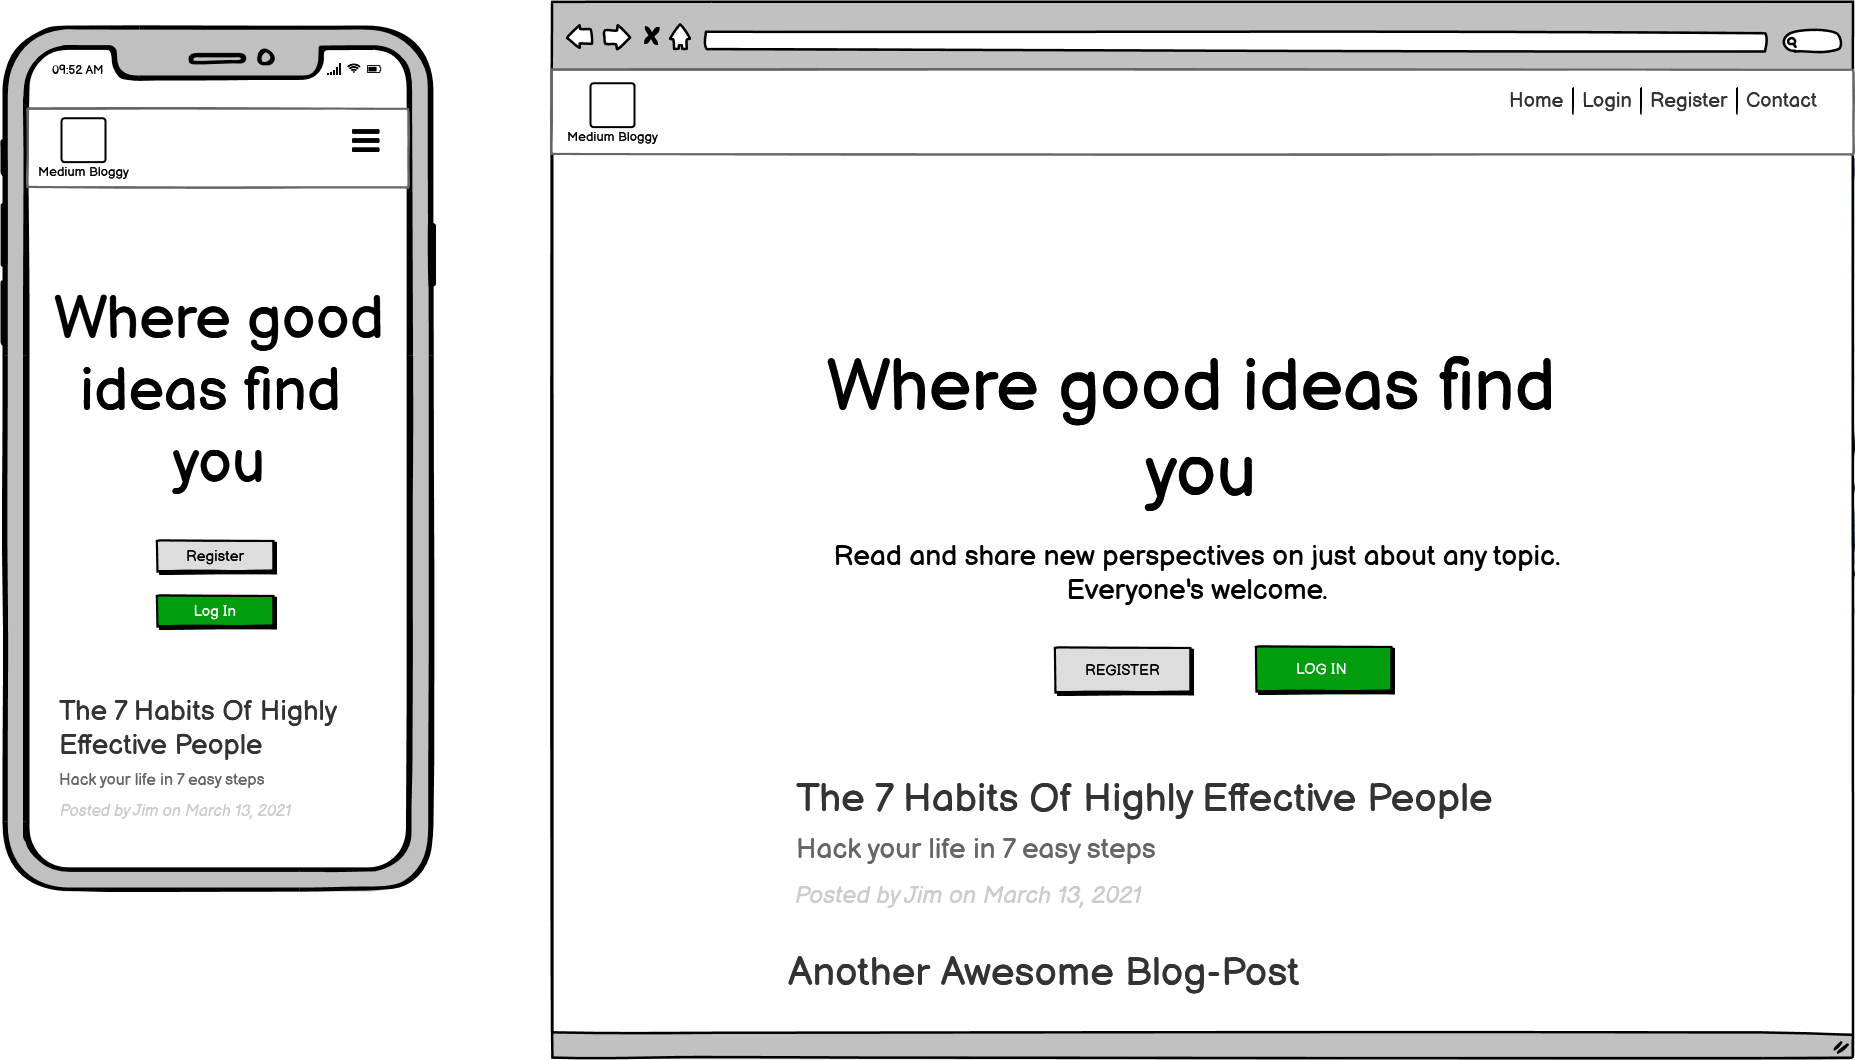 09:52 AM
Medium Bloggy
Where good
ideas find
you
Register
Log In
The 7 Habits Of Highly
Effective People
Hack your life in 7 easy steps
Posted by Jim on March 13, 2021
Medium Bloggy
Home | Login | Register | Contact
Where good ideas find
you
Read and share new perspectives on just about any topic.
Everyone's welcome.
REGISTER
LOG IN
The 7 Habits Of Highly Effective People
Hack your life in 7 easy steps
Posted by Jim on March 13, 2021
Another Awesome Blog-Post